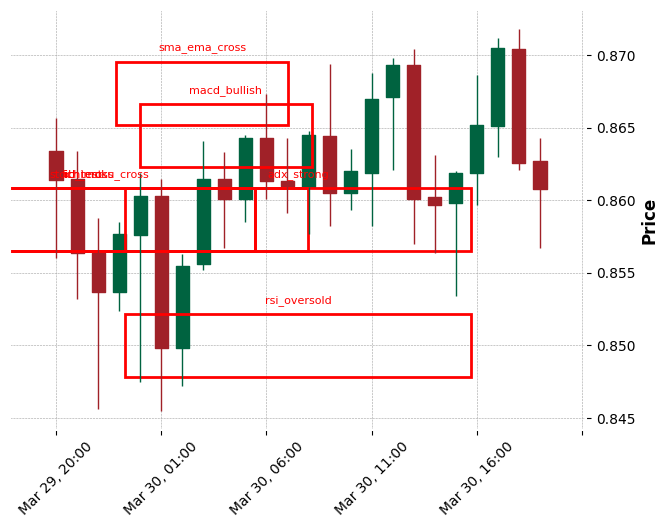 sma_ema_cross
macd_bullish
adx_strong
rsi_oversold
0.870
0.865
0.860
0.855
0.850
0.845
Price
Mar 29, 20:00
Mar 30, 01:00
Mar 30, 06:00
Mar 30, 11:00
Mar 30, 16:00